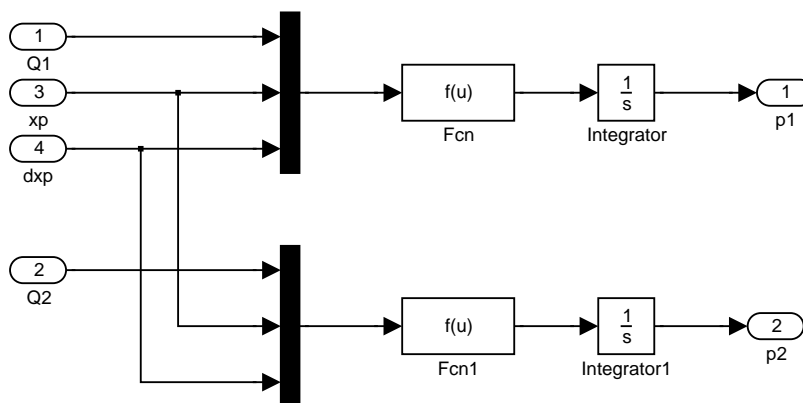 1
Q1
3
xp
4
dxp
f(u)
Fcn
1
s
Integrator
1
p1
2
Q2
f(u)
Fcn1
1
s
Integrator1
2
p2